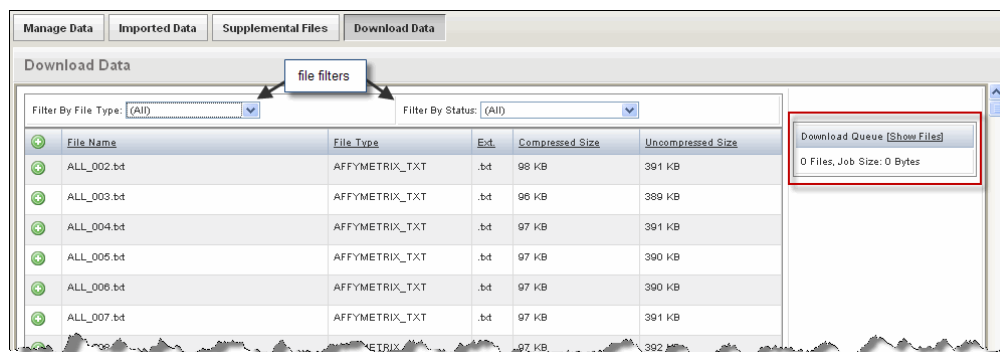 Manage Data Imported Data Supplemental Files Download Data
Download Data
file filters
Filter By File Type: (All) Filter By Status: (All)
File Name File Type Ext. Compressed Size Uncompressed Size
Download Queue [Show Files]
0 Files, Job Size: 0 Bytes
ALL_002.txt AFFYMETRIX_TXT .txt 98 KB 391 KB
ALL_003.txt AFFYMETRIX_TXT .txt 96 KB 389 KB
ALL_004.txt AFFYMETRIX_TXT .txt 97 KB 391 KB
ALL_005.txt AFFYMETRIX_TXT .txt 97 KB 390 KB
ALL_006.txt AFFYMETRIX_TXT .txt 97 KB 390 KB
ALL_007.txt AFFYMETRIX_TXT .txt 97 KB 391 KB
97 KB 392